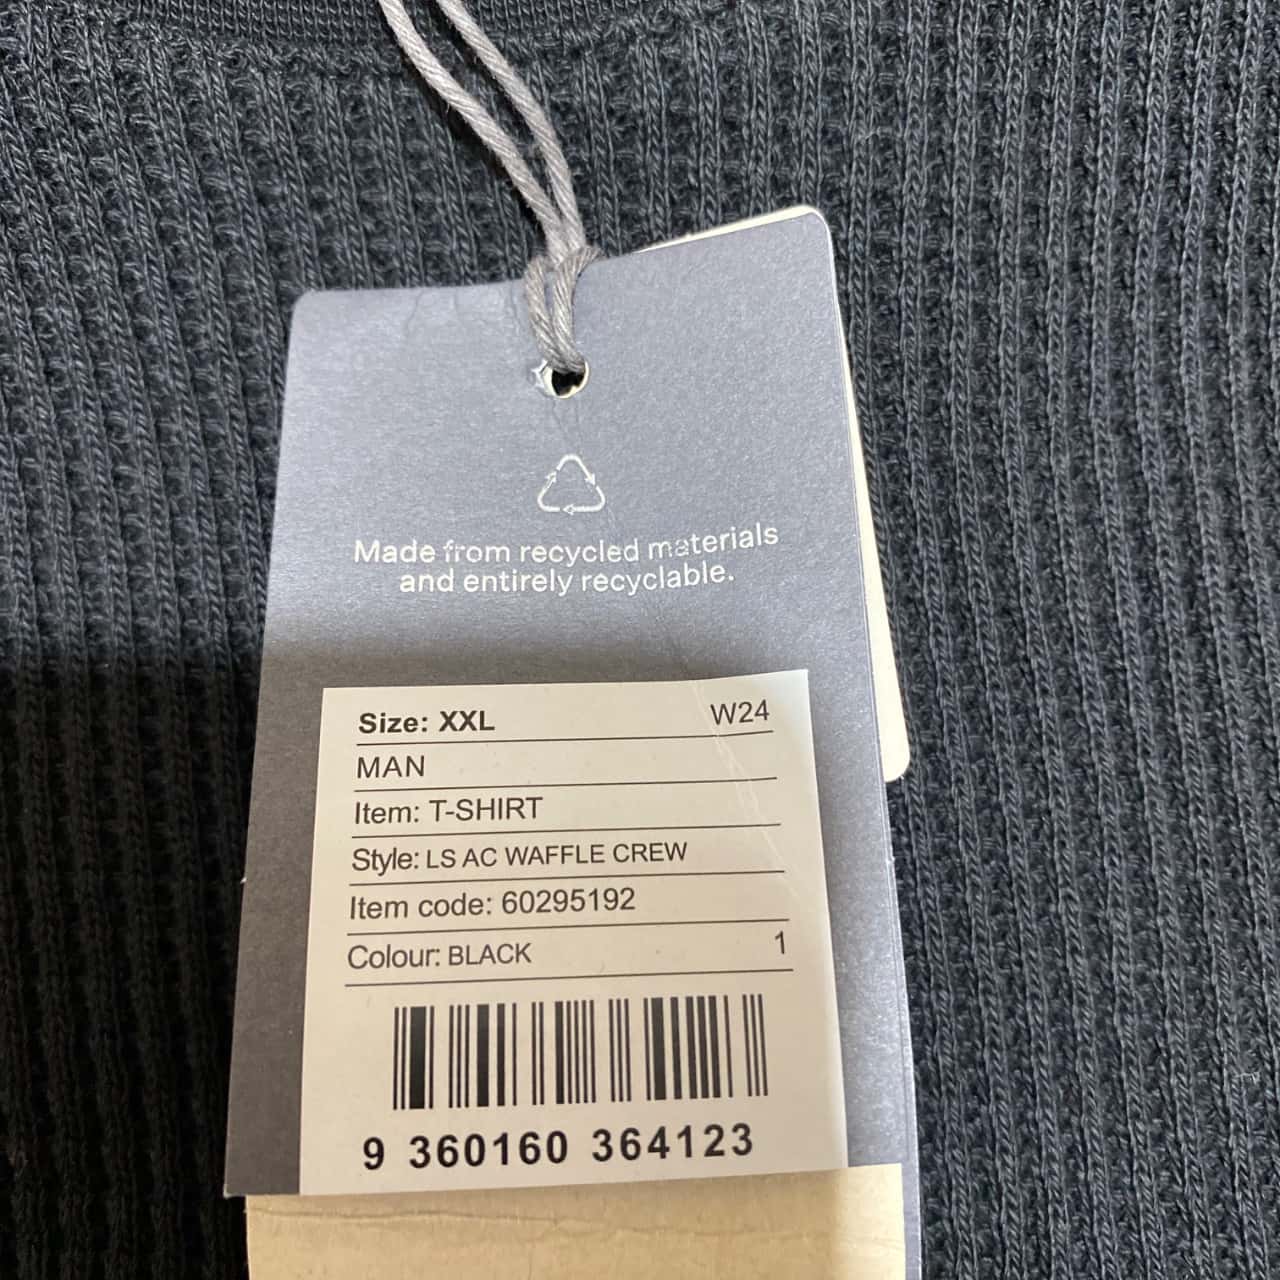 Made from recycled materials
and entirely recyclable.
Size: XXL W24
MAN
Item: T-SHIRT
Style: LS AC WAFFLE CREW
Item code: 60295192
Colour: BLACK 1
9 360160 364123